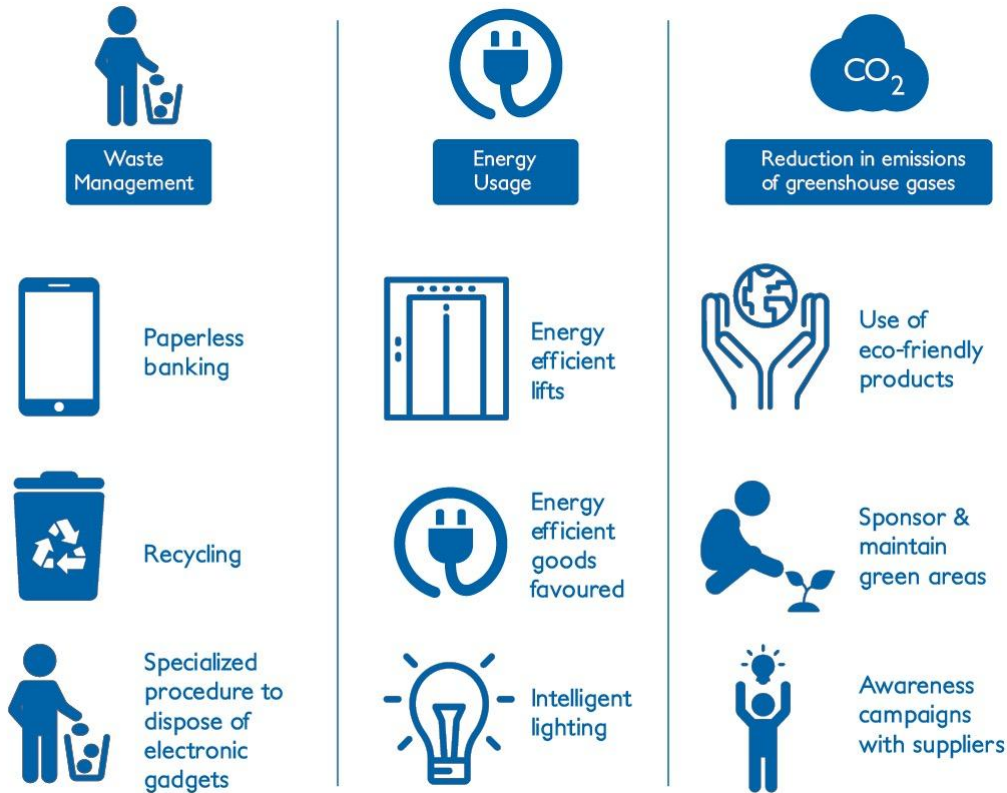 Waste
Management
Paperless
banking
Recycling
Specialized
procedure to
dispose of
electronic
gadgets
Energy
Usage
Energy
efficient
lifts
Energy
efficient
goods
favoured
Intelligent
lighting
CO2
Reduction in emissions
of greenshouse gases
Use of
eco-friendly
products
Sponsor &
maintain
green areas
Awareness
campaigns
with suppliers